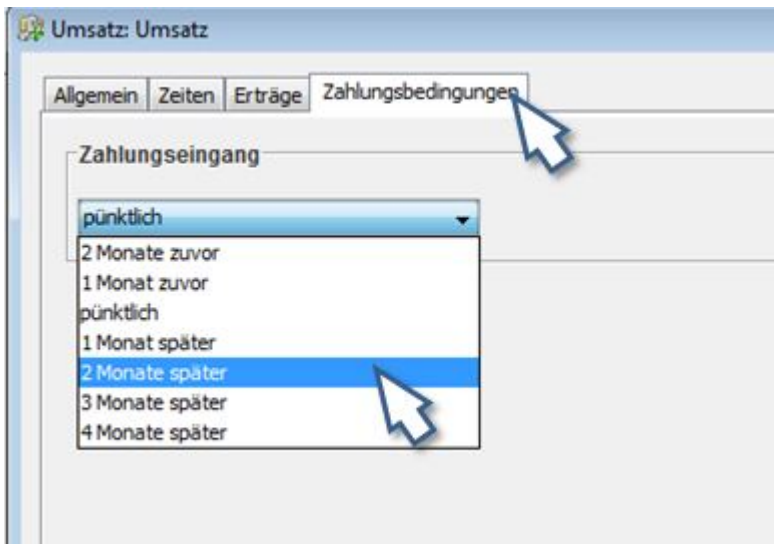 Umsatz: Umsatz
Allgemein Zeiten Erträge Zahlungsbedingungen
Zahlungseingang
pünktlich
2 Monate zuvor
1 Monat zuvor
pünktlich
1 Monat später
2 Monate später
3 Monate später
4 Monate später